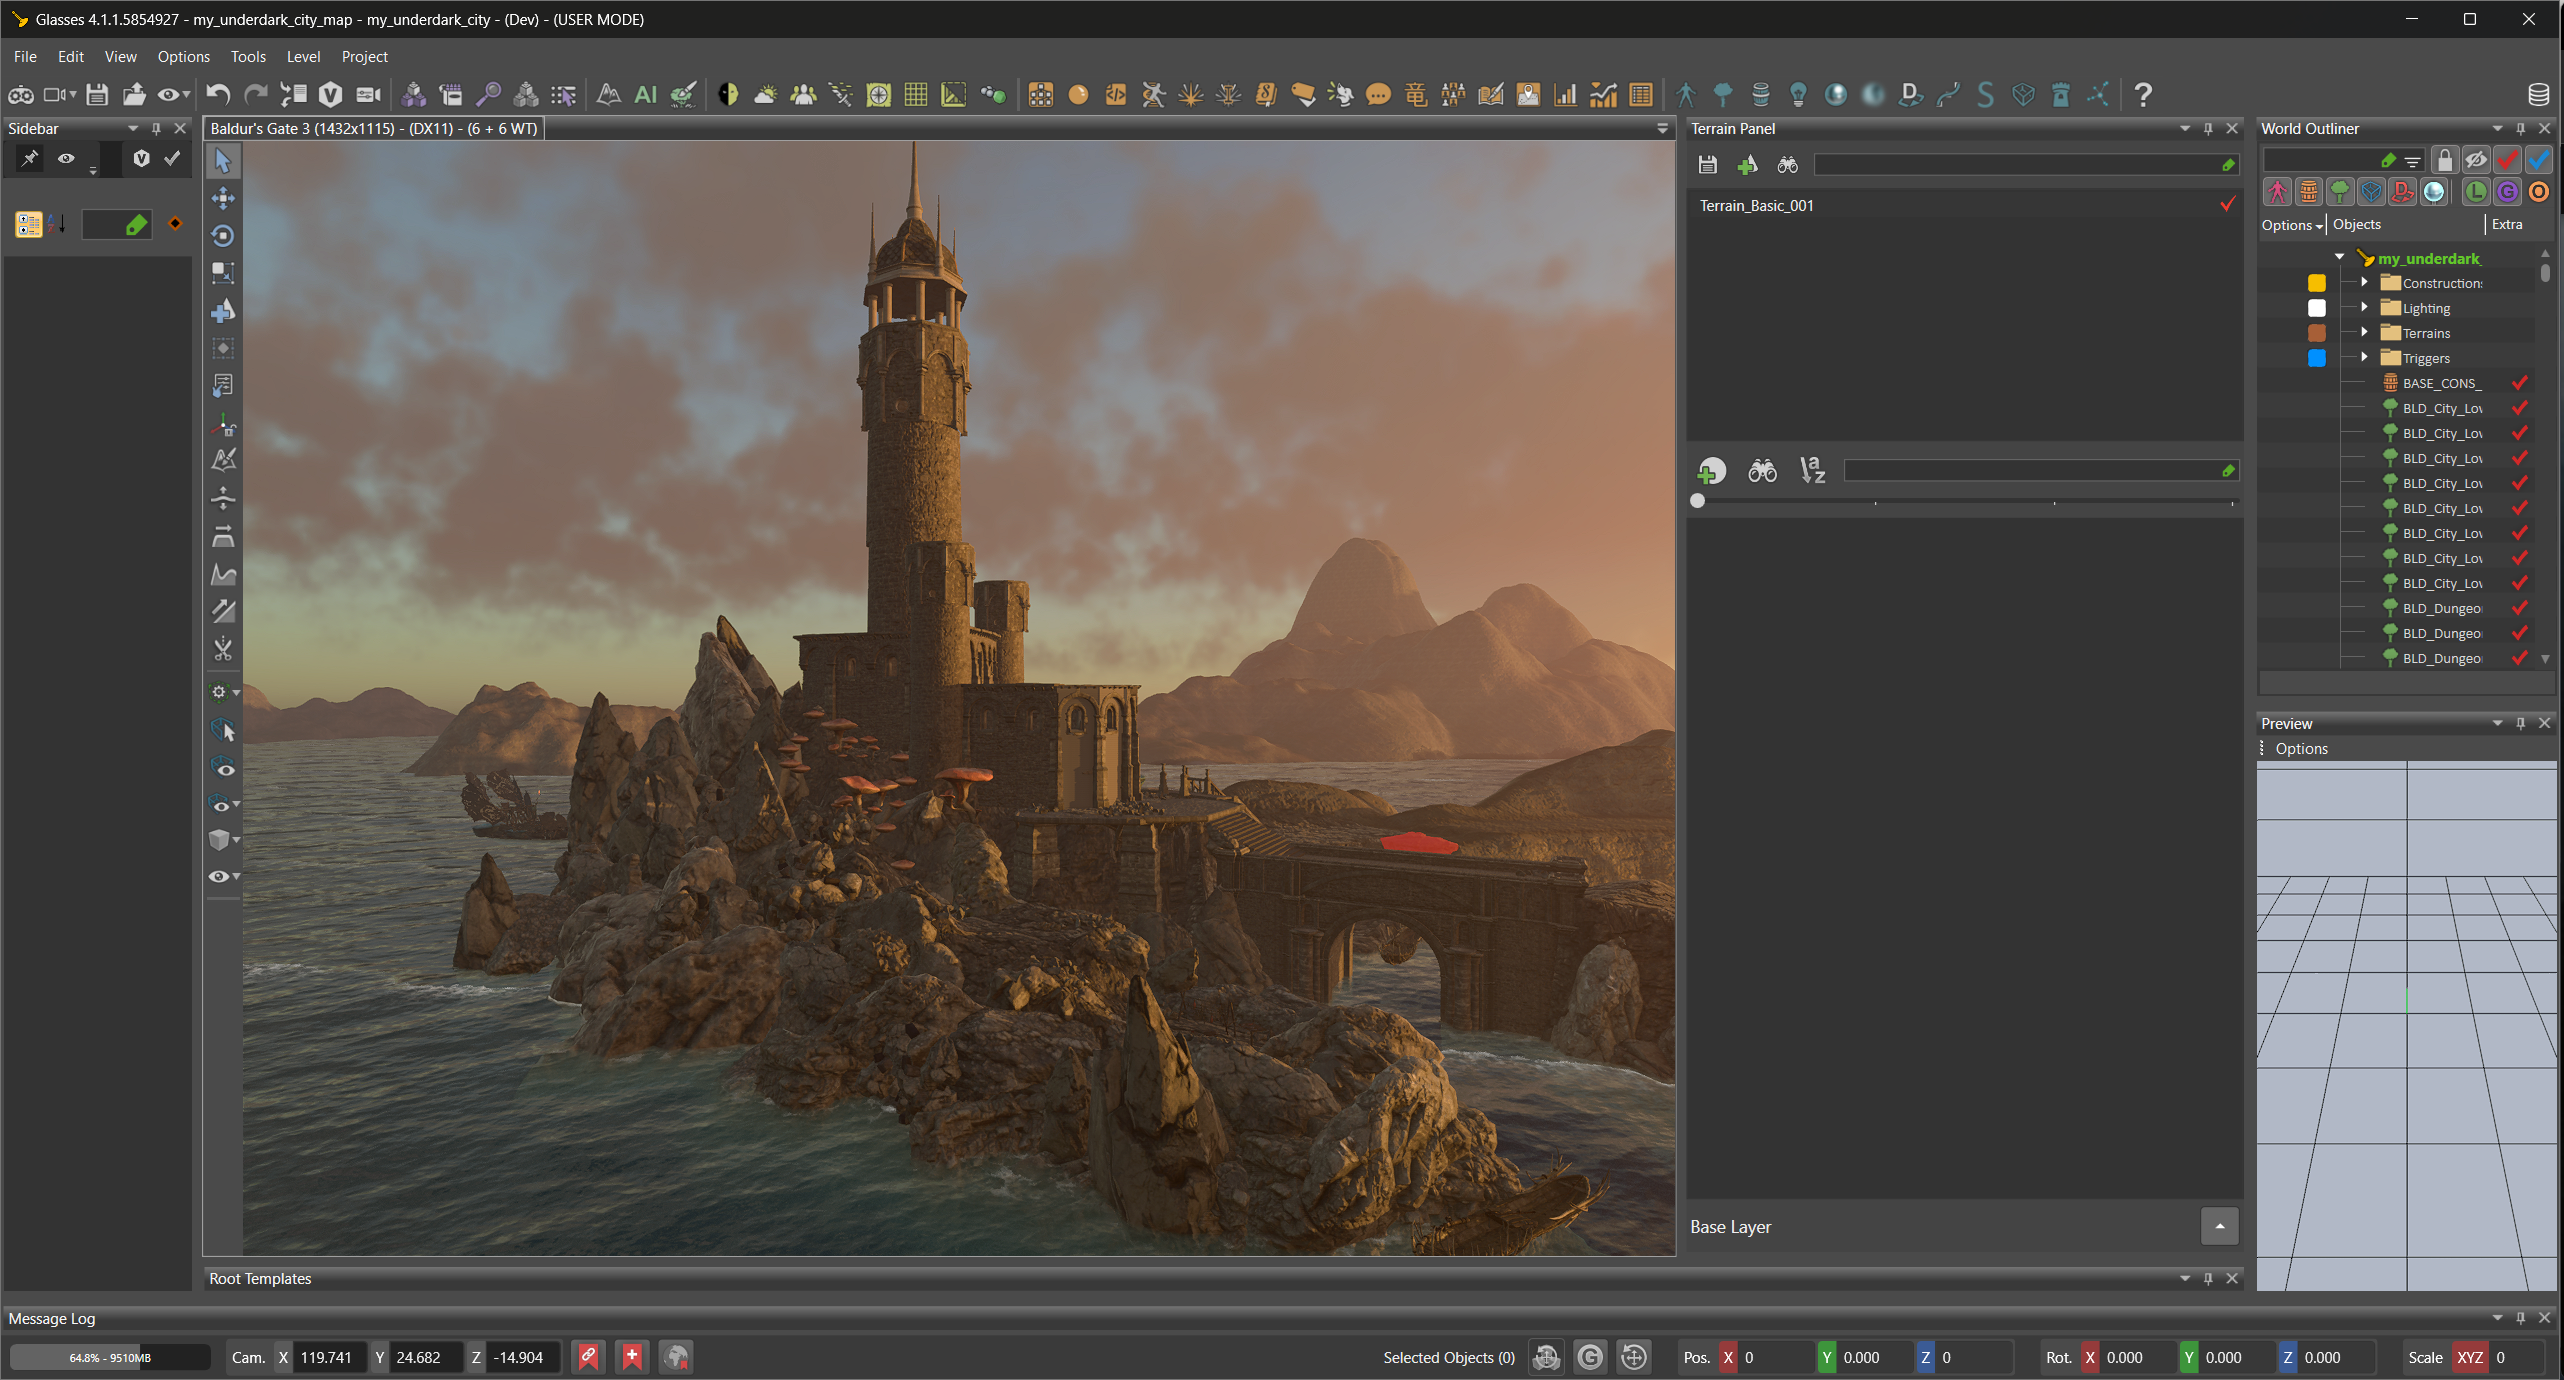 Glasses 4.1.1.5854927 - my_underdark_city_map - my_underdark_city - (Dev) - (USER MODE)
File Edit View Options Tools Level Project
AI
Sidebar
Baldur's Gate 3 (1432x1115) - (DX11) - (6 + 6 WT)
Terrain Panel
Terrain_Basic_001
Base Layer
World Outliner
Options Objects Extra
my_underdark_
Constructions
Lighting
Terrains
Triggers
BASE_CONS_
BLD_City_Lov
BLD_City_Lov
BLD_City_Lov
BLD_City_Lov
BLD_City_Lov
BLD_City_Lov
BLD_City_Lov
BLD_City_Lov
BLD_Dungeo
BLD_Dungeo
BLD_Dungeo
Preview
Options
Root Templates
Message Log
64.8% - 9510MB
Cam. X 119.741 Y 24.682 Z -14.904
Selected Objects (0)
Pos. X 0 Y 0.000 Z 0
Rot. X 0.000 Y 0.000 Z 0.000
Scale XYZ 0